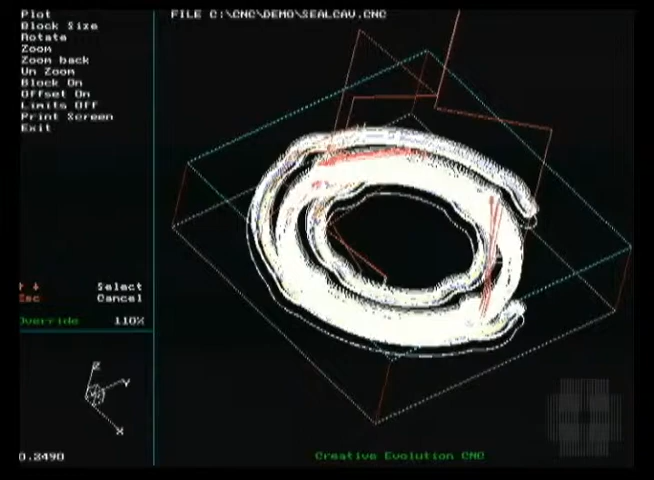 Plot
Block Size
Rotate
Zoom
Zoom back
Un Zoom
Block On
Offset On
Limits Off
Print Screen
Exit
FILE C:\CNC\DEMO\SEALCAV.CNC
Select
Esc Cancel
Override 110%
Z
Y
X
0.3490
Creative Evolution CNC